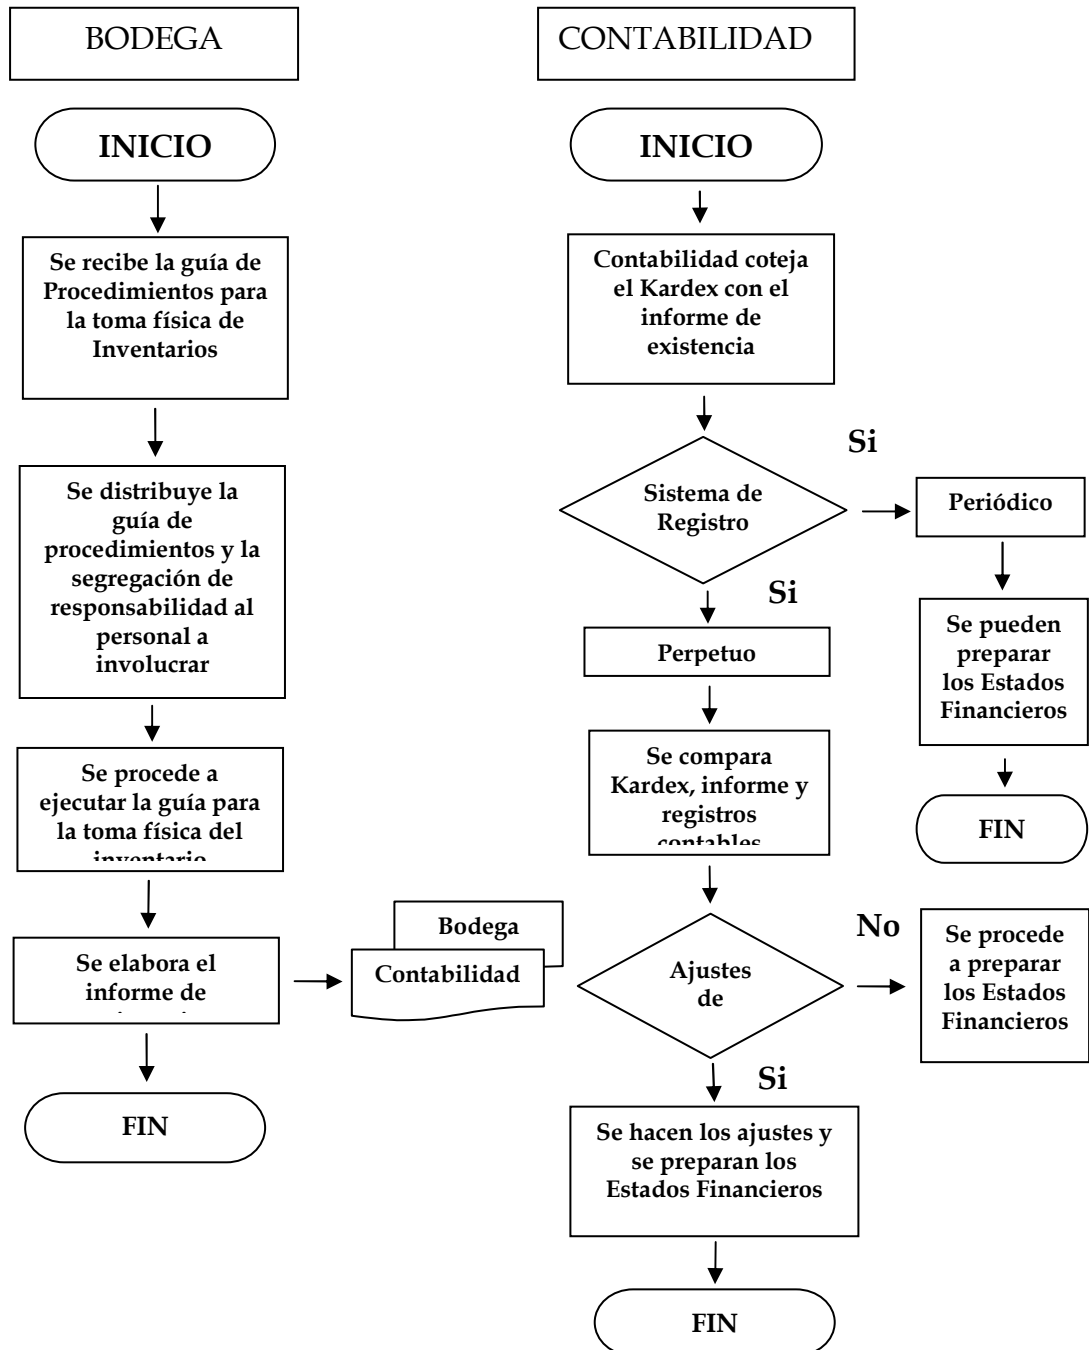 BODEGA
INICIO
Se recibe la guía de
Procedimientos para
la toma física de
Inventarios
Se distribuye la
guía de
procedimientos y la
segregación de
responsabilidad al
personal a
involucrar
Se procede a
ejecutar la guía para
la toma física del
inventario
Se elabora el
informe de
FIN
Bodega
Contabilidad
CONTABILIDAD
INICIO
Contabilidad coteja
el Kardex con el
informe de
existencia
Sistema de
Registro
Si
Periódico
Se pueden
preparar
los Estados
Financieros
FIN
Si
Perpetuo
Se compara
Kardex, informe y
registros
contables
Ajustes
de
No
Se procede
a preparar
los Estados
Financieros
Si
Se hacen los ajustes y
se preparan los
Estados Financieros
FIN